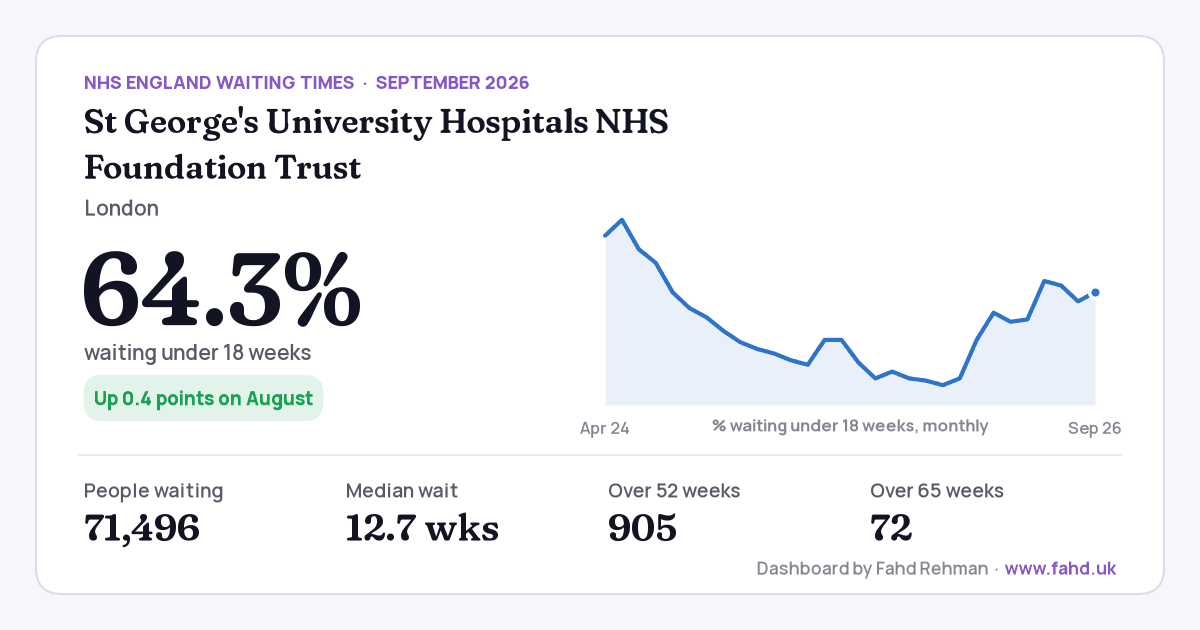 NHS ENGLAND WAITING TIMES · SEPTEMBER 2026
St George's University Hospitals NHS
Foundation Trust
London
64.3%
waiting under 18 weeks
Up 0.4 points on August
Apr 24
% waiting under 18 weeks, monthly
Sep 26
People waiting
71,496
Median wait
12.7 wks
Over 52 weeks
905
Over 65 weeks
72
Dashboard by Fahd Rehman · www.fahd.uk